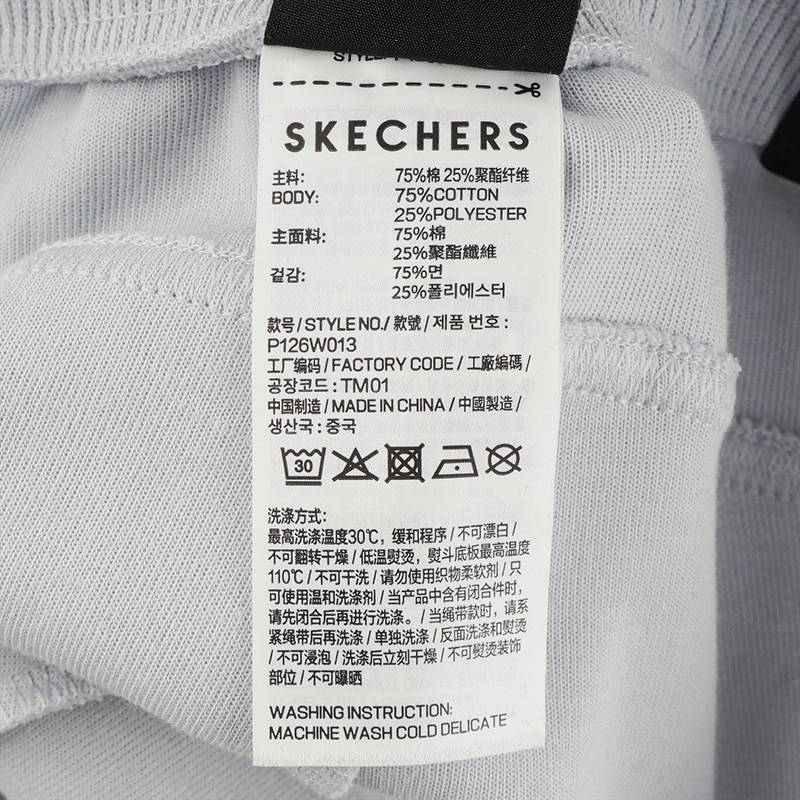 SKECHERS
主料: 75%棉 25%聚酯纤维
BODY: 75%COTTON
25%POLYESTER
主面料: 75%棉
25%聚酯纖維
겉감: 75%면
25%폴리에스터
款号 / STYLE NO./ 款號 / 제품 번호 :
P126W013
工厂编码 / FACTORY CODE / 工廠編碼 /
공장코드 : TM01
中国制造 / MADE IN CHINA / 中國製造 /
생산국 : 중국
30
洗涤方式:
最高洗涤温度30℃，缓和程序 / 不可漂白 /
不可翻转干燥 / 低温熨烫，熨斗底板最高温度
110℃ / 不可干洗 / 请勿使用织物柔软剂 / 只
可使用温和洗涤剂 / 当产品中含有闭合件时，
请先闭合后再进行洗涤。 / 当绳带款时，请系
紧绳带后再洗涤 / 单独洗涤 / 反面洗涤和熨烫
/ 不可浸泡 / 洗涤后立刻干燥 / 不可熨烫装饰
部位 / 不可曝晒
WASHING INSTRUCTION:
MACHINE WASH COLD DELICATE